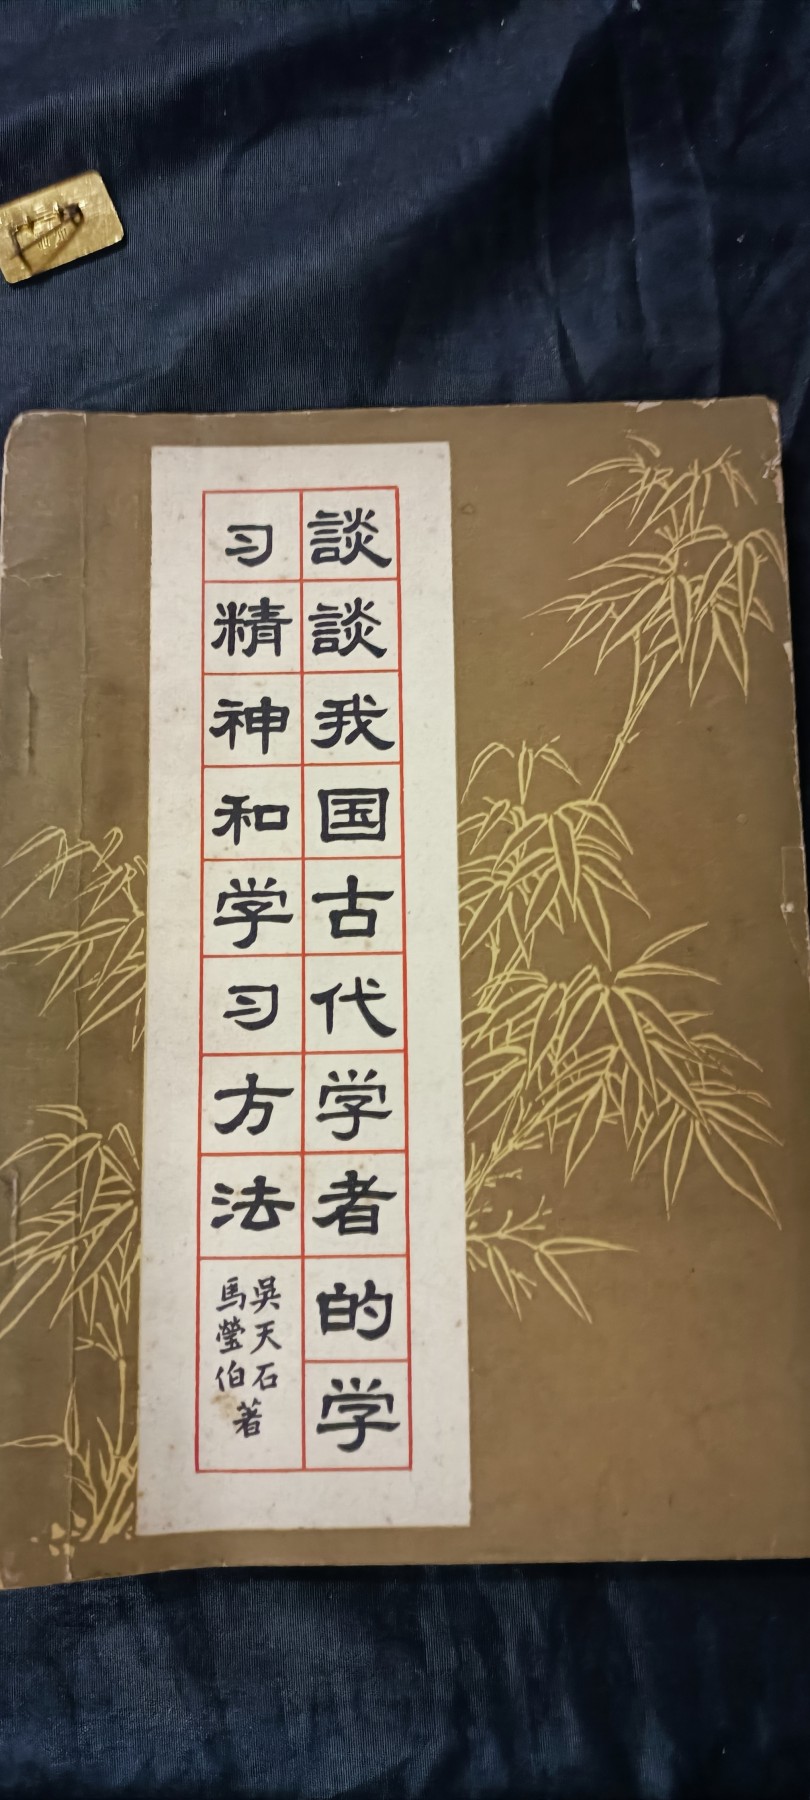 談談我国古代学者的学
习精神和学习方法
吳天石
馬瑩伯
著